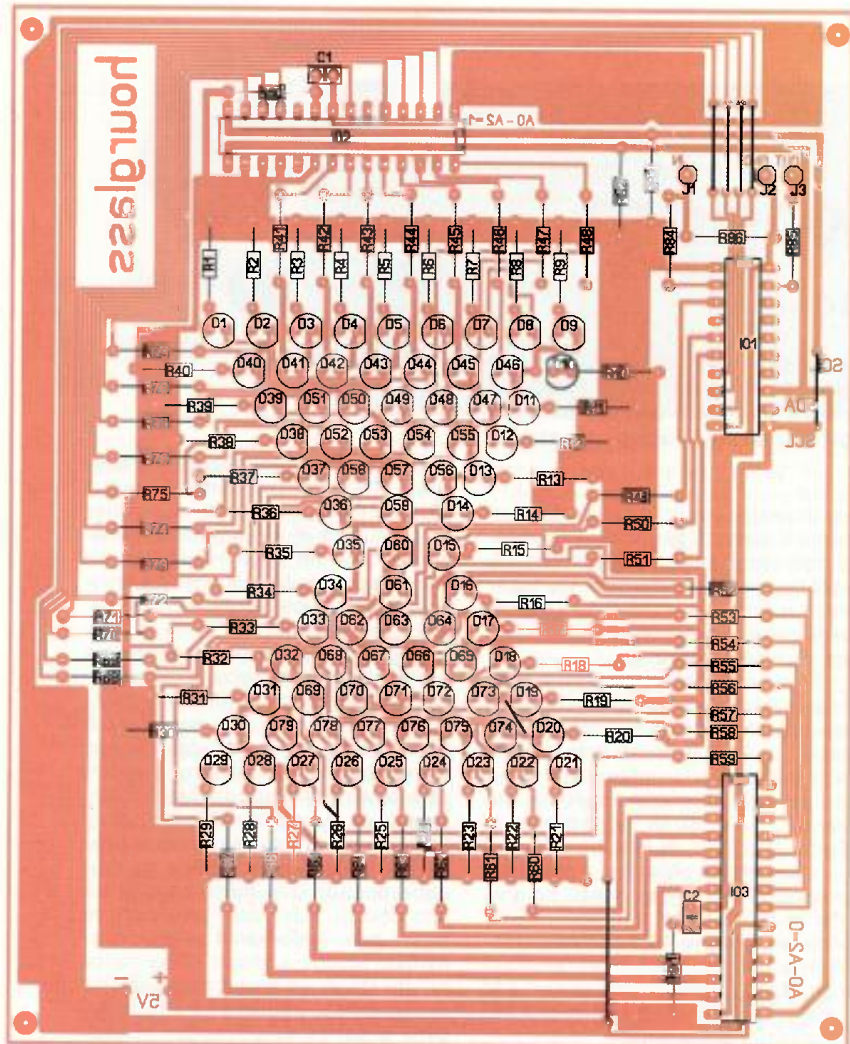 C1
A0-A2=1
hourglass
J1 J2 J3
R41 R42 R43 R44 R45 R46 R47 R48
R84 R86 R85
R1 R2 R3 R4 R5 R6 R7 R8 R9
D1 D2 D3 D4 D5 D6 D7 D8 D9
IO1
R40 D40 D41 D42 D43 D44 D45 D46
R39 D39 D51 D50 D49 D48 D47 D11
SDA
R38 D38 D52 D53 D54 D55 D12
SCL
R37 D37 D58 D57 D56 D13 R13
R75
R36 D36 D59 D14 R14 R50
R35 D35 D60 D15 R15 R51
R34 D34 D61 D16 R16
R33 D33 D62 D63 D64 D17 R53
R54
R32 D32 D68 D67 D66 D65 D18 R18 R55
R56
R31 D31 D69 D70 D71 D72 D73 D19 R19
R57
D30 D79 D78 D77 D76 D75 D74 D20 R20 R58
R59
D29 D28 D27 D26 D25 D24 D23 D22 D21
R29 R28 R27 R26 R25 R23 R22 R21
R61 R60
IO3
C2
A0-A2=0
- +
5V